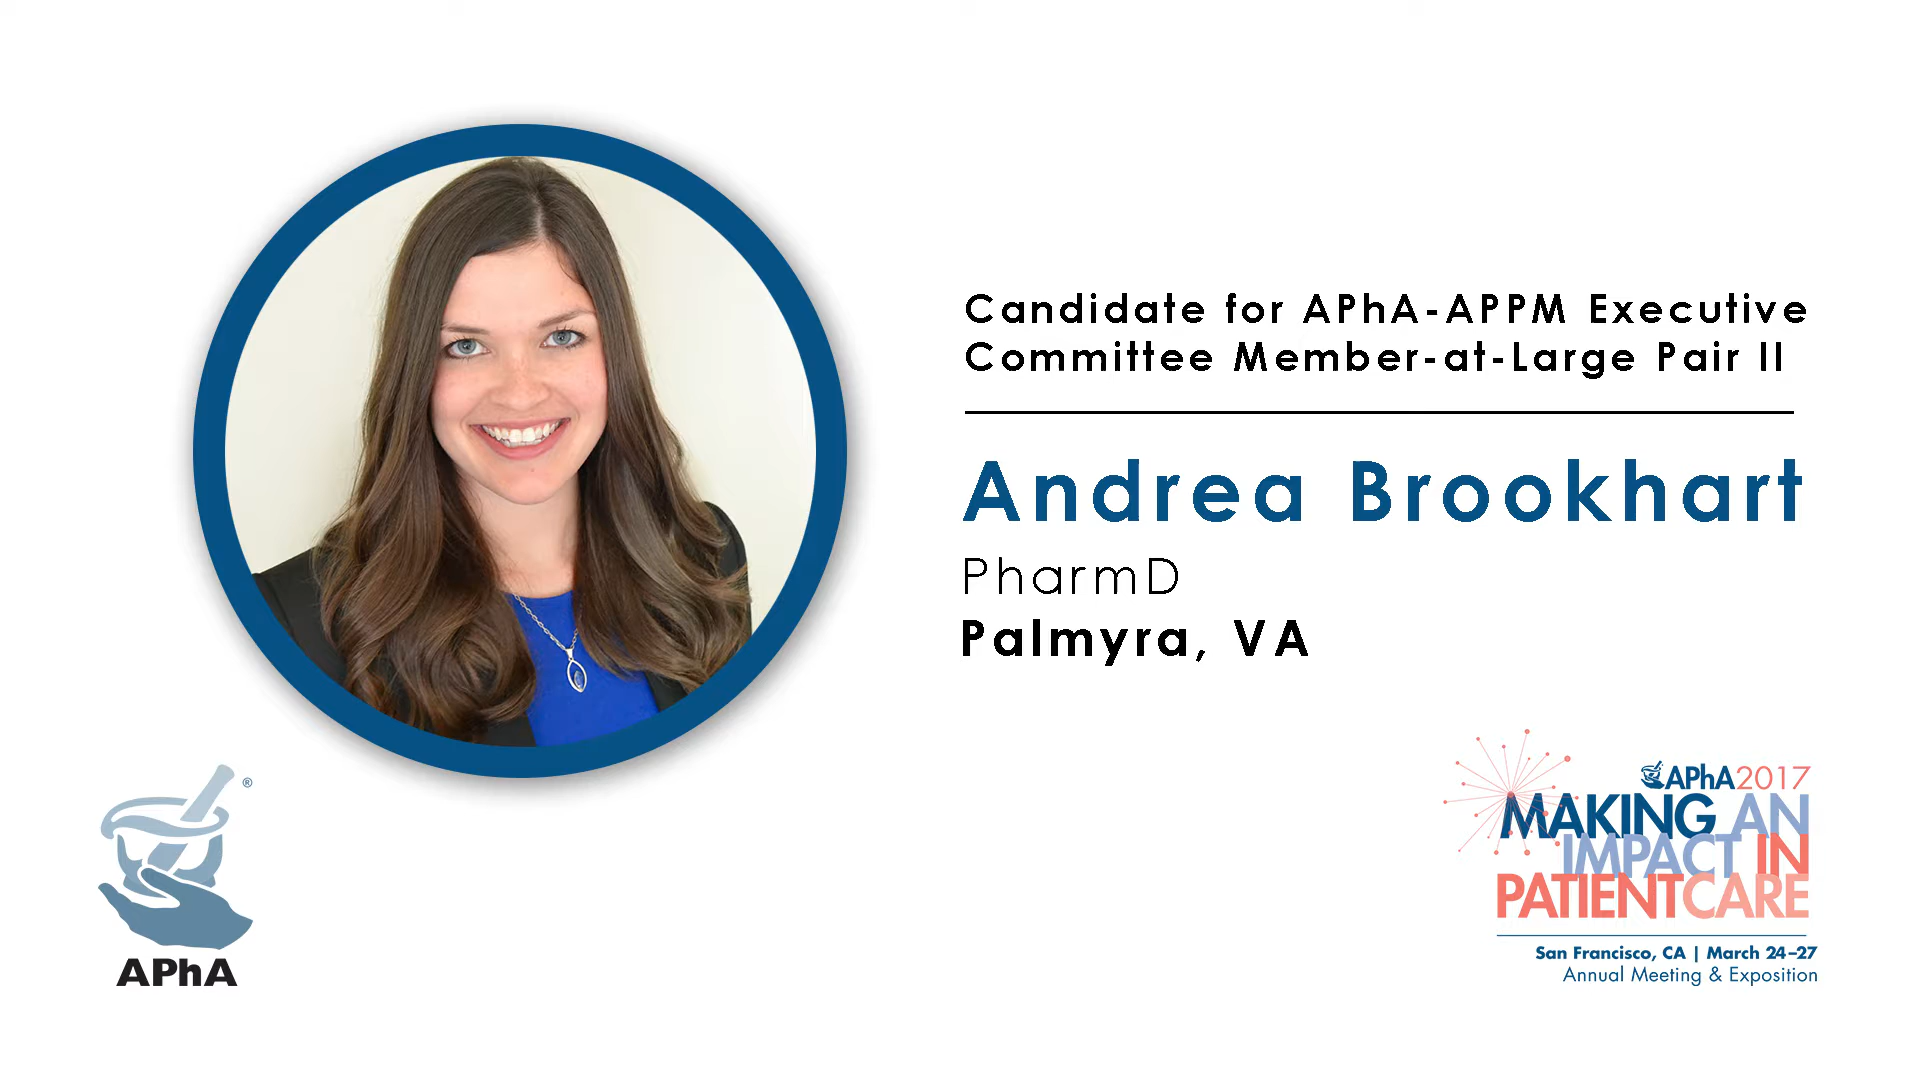 Candidate for APhA-APPM Executive
Committee Member-at-Large Pair II
Andrea Brookhart
PharmD
Palmyra, VA
®
APhA
APhA2017
MAKING AN
IMPACT IN
PATIENTCARE
San Francisco, CA | March 24–27
Annual Meeting & Exposition